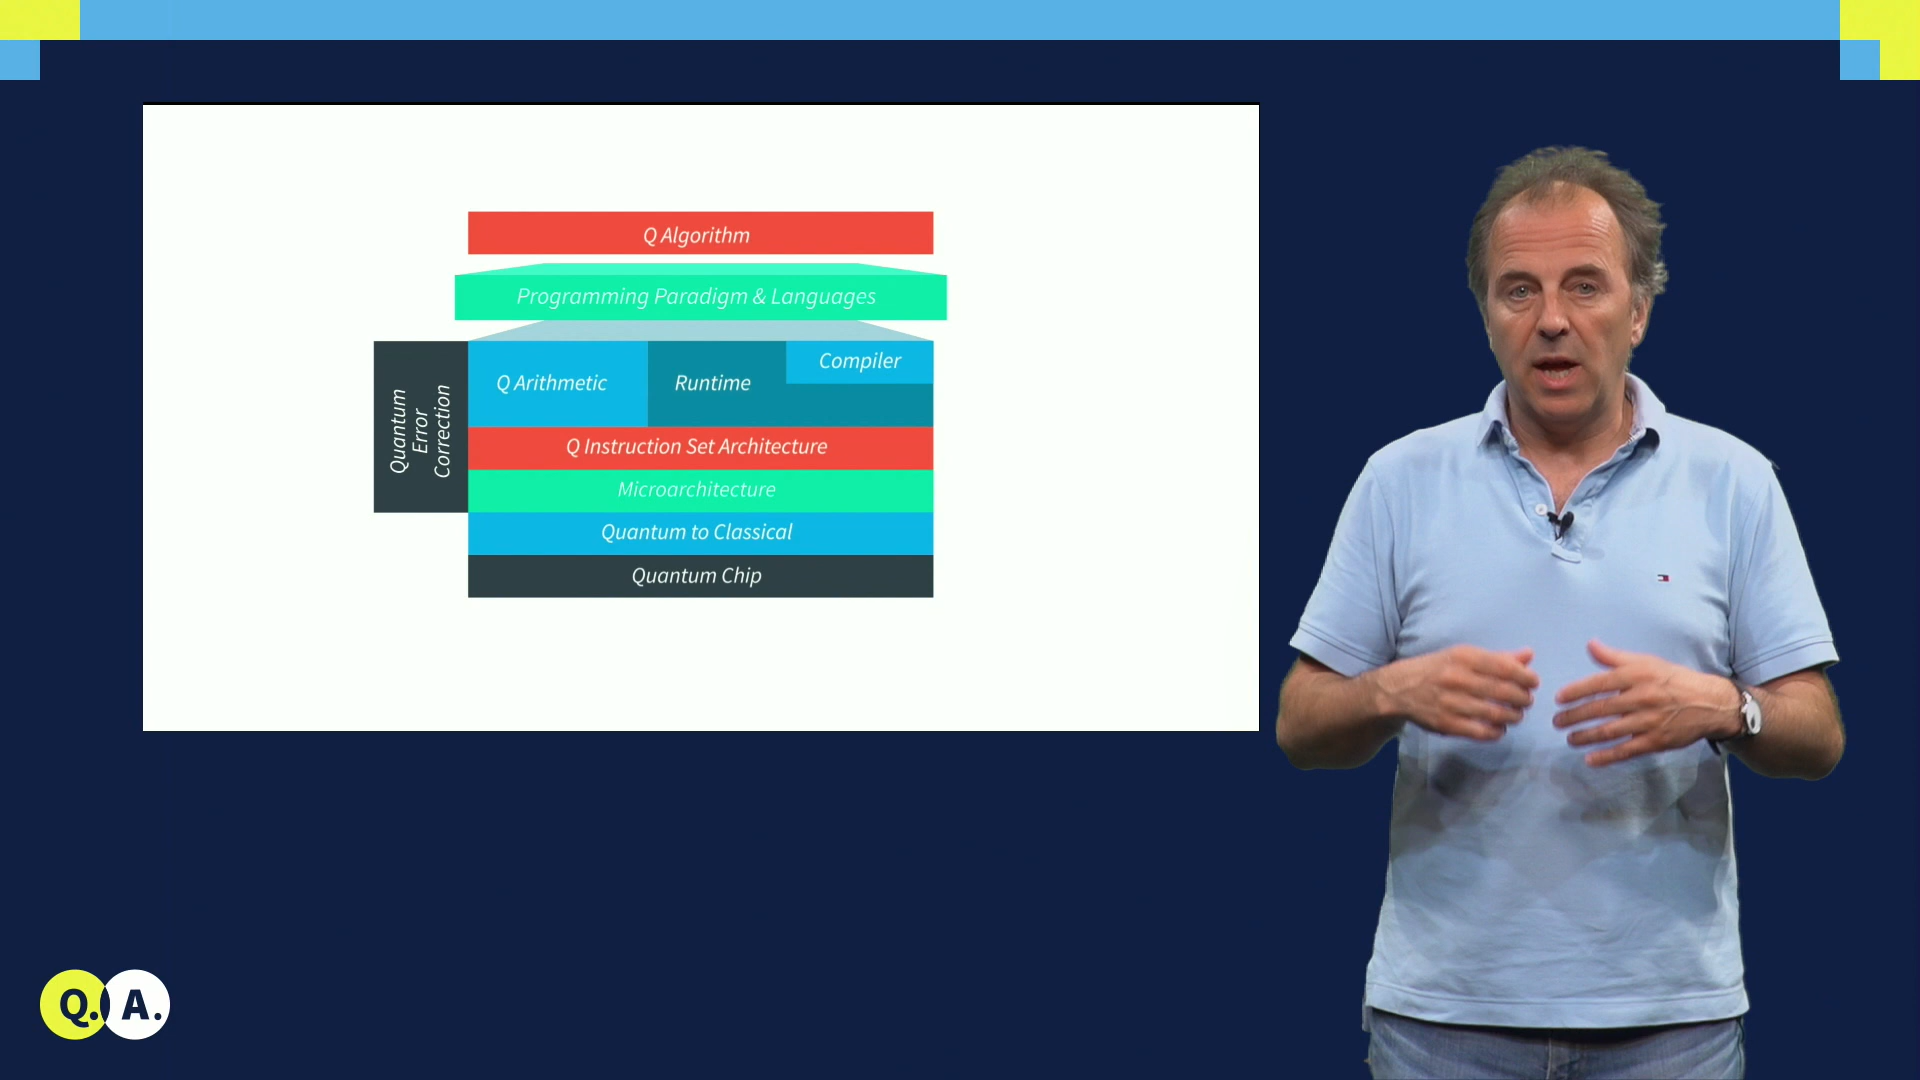 Q Algorithm
Programming Paradigm & Languages
Quantum
Error
Correction
Q Arithmetic
Runtime
Compiler
Q Instruction Set Architecture
Microarchitecture
Quantum to Classical
Quantum Chip
Q. A.